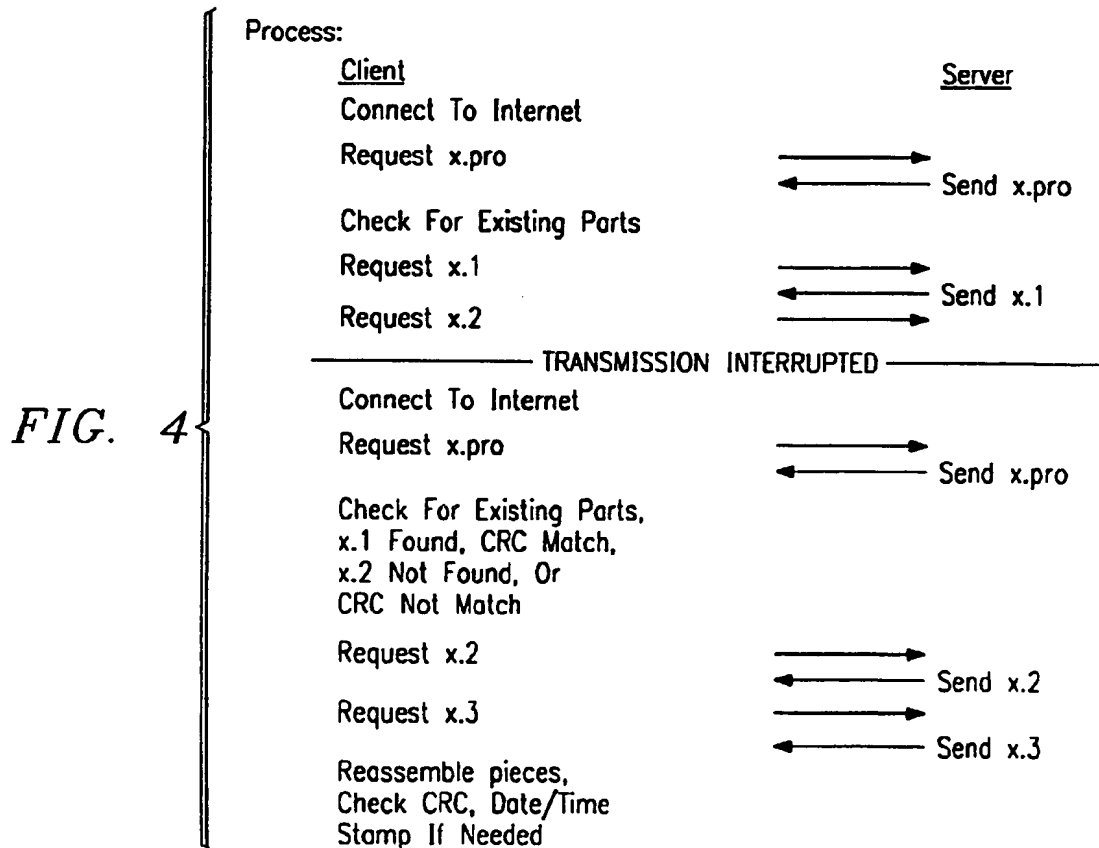 Process:
Client Server
Connect To Internet
Request x.pro
Send x.pro
Check For Existing Parts
Request x.1
Send x.1
Request x.2
TRANSMISSION INTERRUPTED
Connect To Internet
FIG. 4
Request x.pro
Send x.pro
Check For Existing Parts,
x.1 Found, CRC Match,
x.2 Not Found, Or
CRC Not Match
Request x.2
Send x.2
Request x.3
Send x.3
Reassemble pieces,
Check CRC, Date/Time
Stamp If Needed